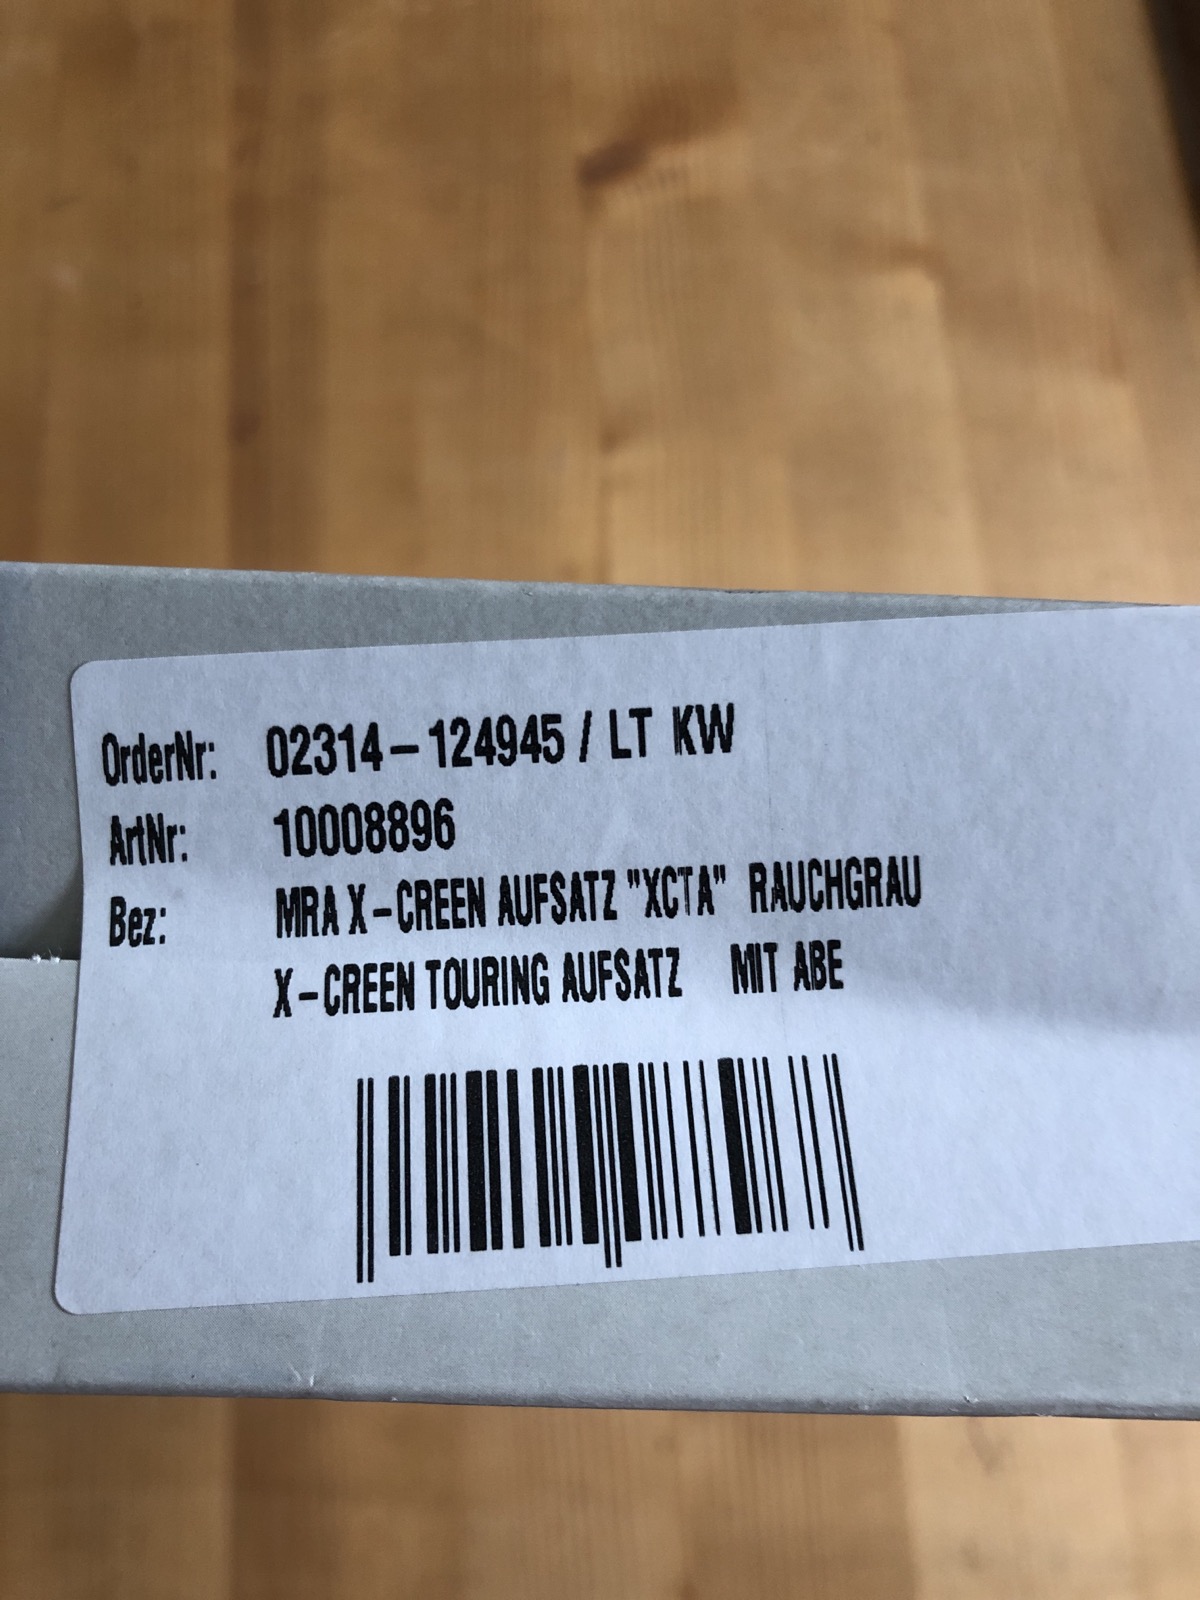 OrderNr: 02314-124945 / LT KW
ArtNr: 10008896
Bez: MRA X-CREEN AUFSATZ "XCTA" RAUCHGRAU
X-CREEN TOURING AUFSATZ MIT ABE